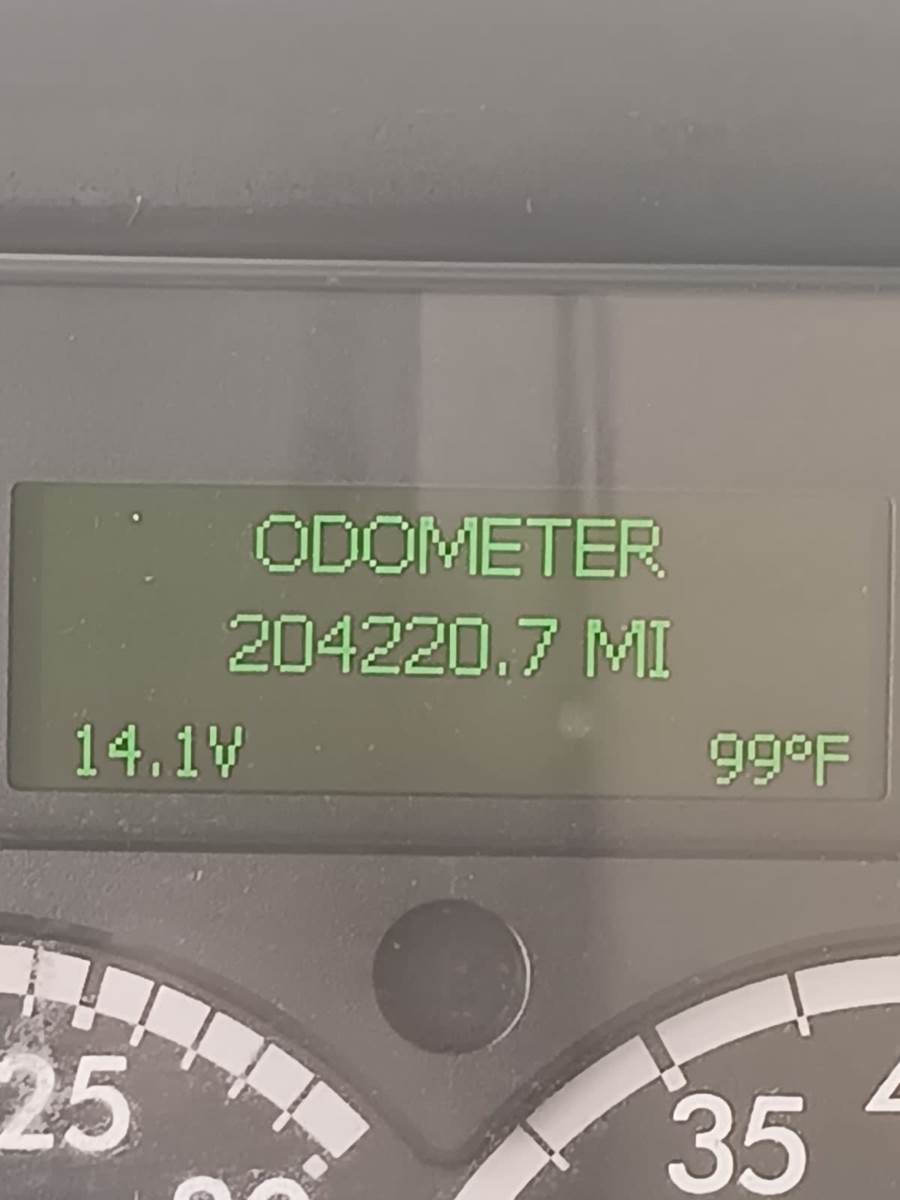 ODOMETER
204220.7 MI
14.1V 99°F
25
35